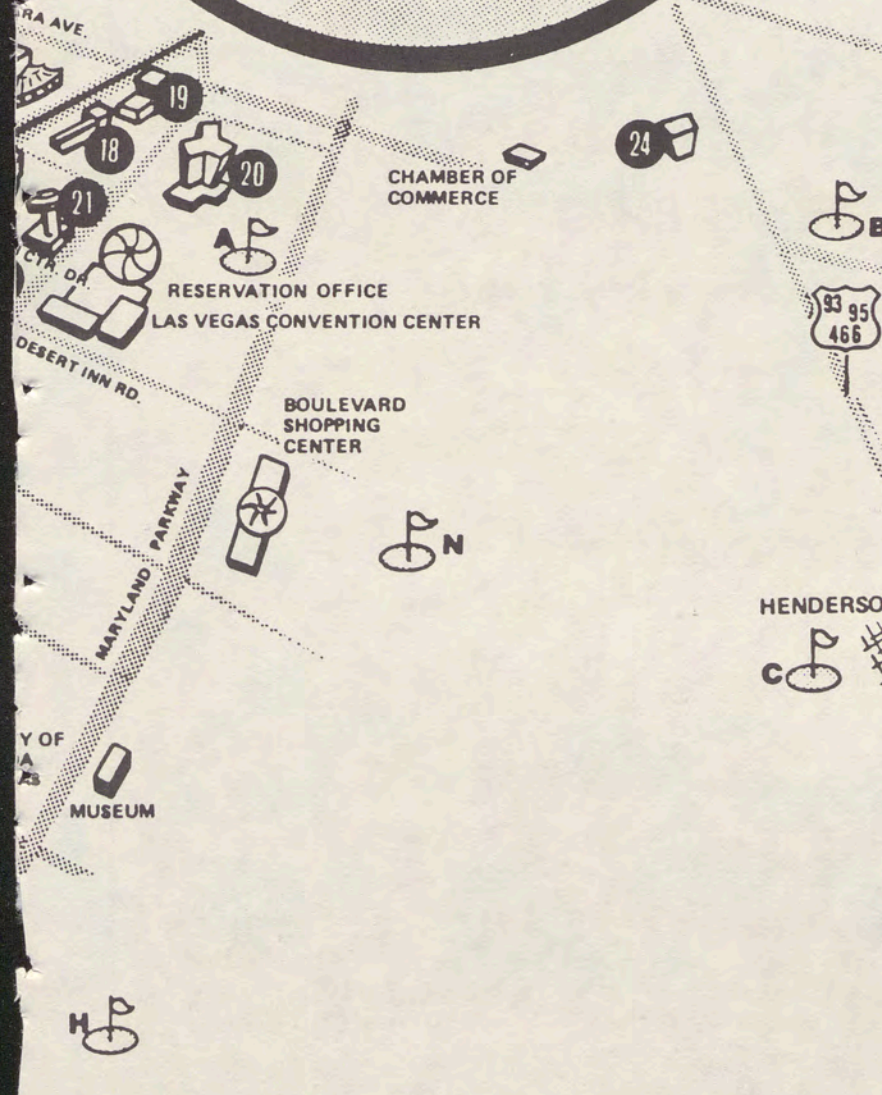 AVE.
19
18
24
20
CHAMBER OF
COMMERCE
21
A
B
CTR. DR
RESERVATION OFFICE
LAS VEGAS CONVENTION CENTER
93 95
466
DESERT INN RD.
BOULEVARD
SHOPPING
CENTER
MARYLAND PARKWAY
N
HENDERSO
C
Y OF
MUSEUM
H